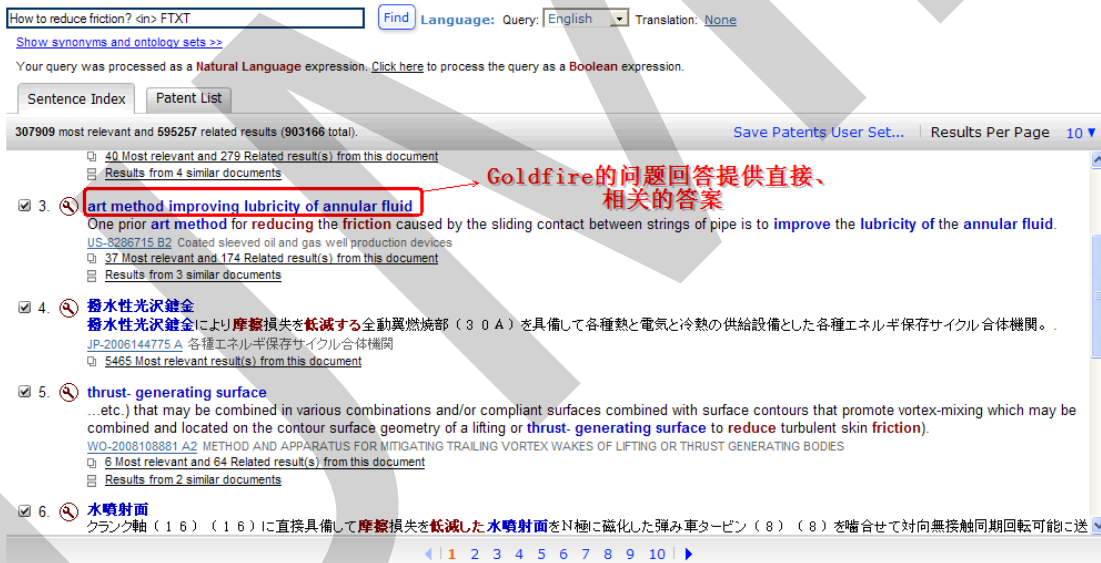 How to reduce friction? <in> FTXT Find Language: Query: English Translation: None
Show synonyms and ontology sets >>
Your query was processed as a Natural Language expression. Click here to process the query as a Boolean expression.
Sentence Index Patent List
307909 most relevant and 595257 related results (903166 total). Save Patents User Set... Results Per Page 10
40 Most relevant and 279 Related result(s) from this document
Results from 4 similar documents
Goldfire的问题回答提供直接、
相关的答案
3. art method improving lubricity of annular fluid
One prior art method for reducing the friction caused by the sliding contact between strings of pipe is to improve the lubricity of the annular fluid.
US-8286715 B2 Coated sleeved oil and gas well production devices
37 Most relevant and 174 Related result(s) from this document
Results from 3 similar documents
4. 撥水性光沢鍍金
撥水性光沢鍍金により摩擦損失を低減する全動翼燃焼部（３０Ａ）を具備して各種熱と電気と冷熱の供給設備とした各種エネルギ保存サイクル合体機関。.
JP-2006144775 A 各種エネルギ保存サイクル合体機関
5465 Most relevant result(s) from this document
5. thrust- generating surface
...etc.) that may be combined in various combinations and/or compliant surfaces combined with surface contours that promote vortex-mixing which may be
combined and located on the contour surface geometry of a lifting or thrust- generating surface to reduce turbulent skin friction).
WO-2008108881 A2 METHOD AND APPARATUS FOR MITIGATING TRAILING VORTEX WAKES OF LIFTING OR THRUST GENERATING BODIES
6 Most relevant and 64 Related result(s) from this document
Results from 2 similar documents
6. 水噴射面
クランク軸（１６）（１６）に直接具備して摩擦損失を低減した水噴射面をＮ極に磁化した弾み車タービン（８）（８）を噛合せて対向無接触同期回転可能に送
1 2 3 4 5 6 7 8 9 10